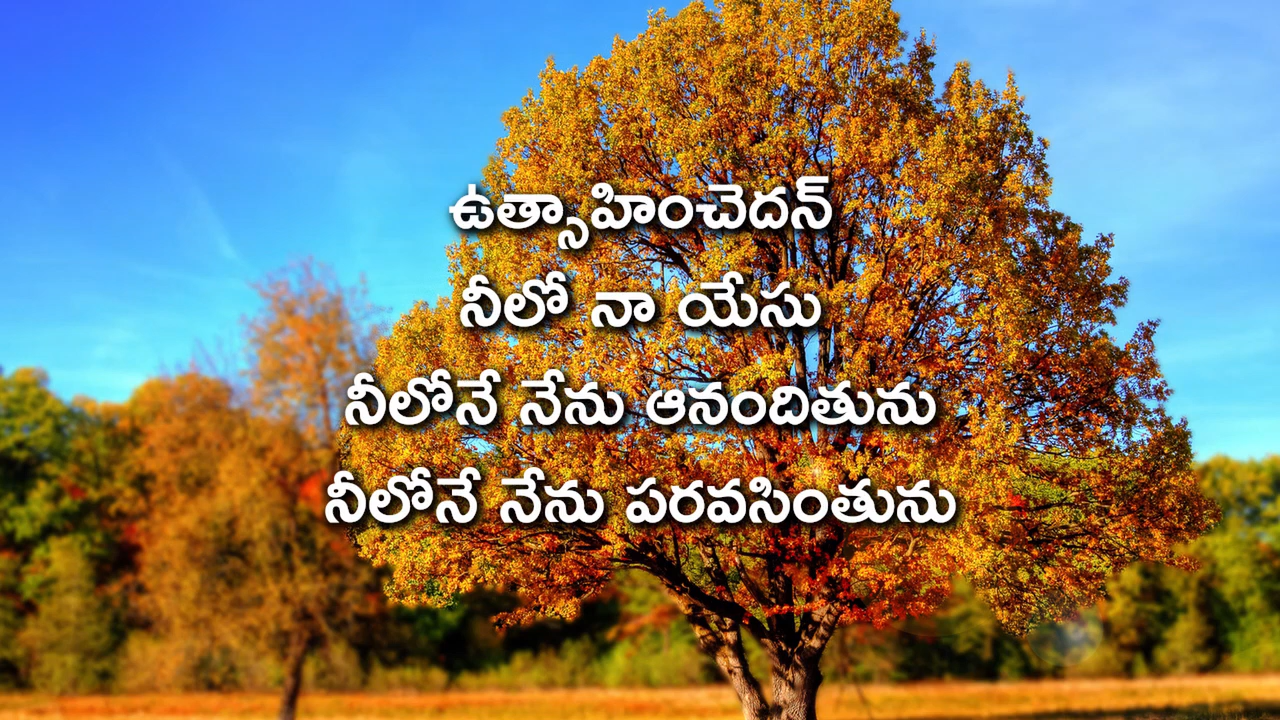 ఉత్సాహించెదన్
నీలో నా యేసు
నీలోనే నేను ఆనందితును
నీలోనే నేను పరవసింతును